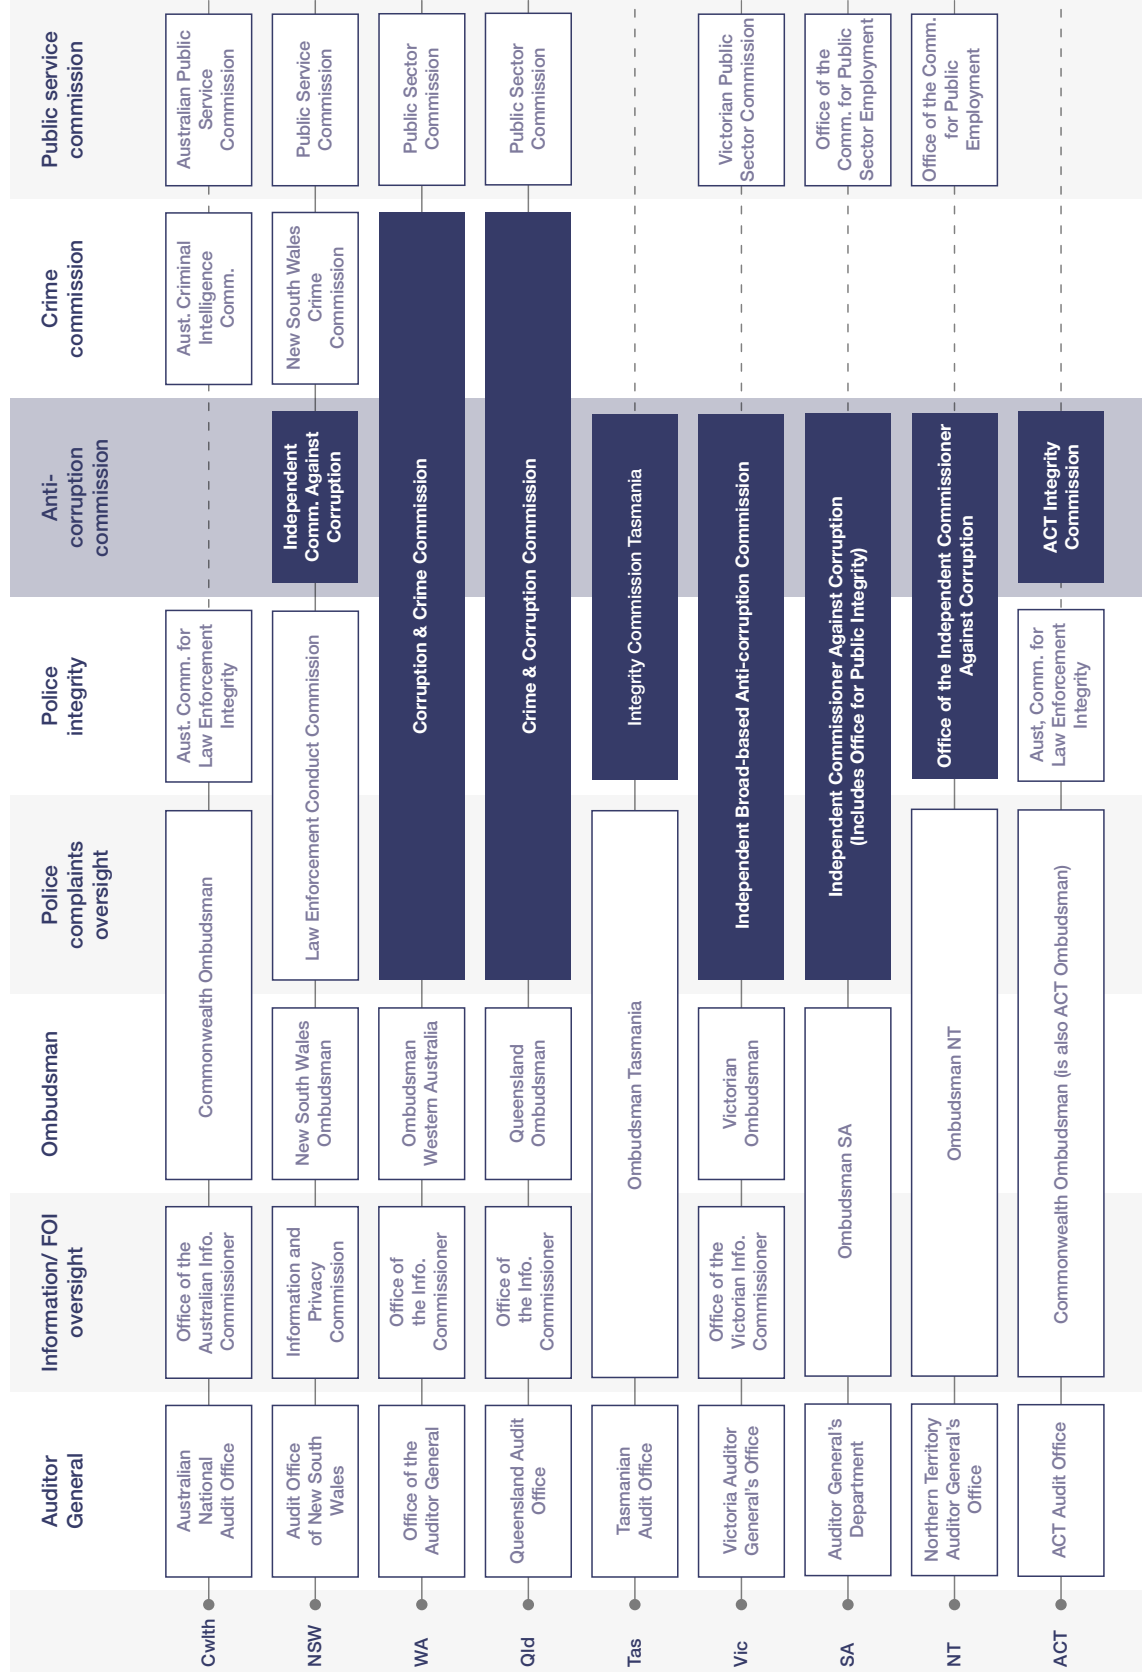 Auditor
General
Information/ FOI
oversight
Ombudsman
Police
complaints
oversight
Police
integrity
Anti-
corruption
commission
Crime
commission
Public service
commission
Cwlth
Australian
National
Audit Office
Office of the
Australian Info.
Commissioner
Commonwealth Ombudsman
Aust. Comm. for
Law Enforcement
Integrity
Aust. Criminal
Intelligence
Comm.
Australian Public
Service
Commission
NSW
Audit Office
of New South
Wales
Information and
Privacy
Commission
New South Wales
Ombudsman
Law Enforcement Conduct Commission
Independent
Comm. Against
Corruption
New South Wales
Crime
Commission
Public Service
Commission
WA
Office of the
Auditor General
Office of
the Info.
Commissioner
Ombudsman
Western Australia
Corruption & Crime Commission
Public Sector
Commission
Qld
Queensland Audit
Office
Office of
the Info.
Commissioner
Queensland
Ombudsman
Crime & Corruption Commission
Public Sector
Commission
Tas
Tasmanian
Audit Office
Ombudsman Tasmania
Integrity Commission Tasmania
Vic
Victoria Auditor
General's Office
Office of the
Victorian Info.
Commissioner
Victorian
Ombudsman
Independent Broad-based Anti-corruption Commission
Victorian Public
Sector Commission
SA
Auditor General's
Department
Ombudsman SA
Independent Commissioner Against Corruption
(Includes Office for Public Integrity)
Office of the
Comm. for Public
Sector Employment
NT
Northern Territory
Auditor General's
Office
Ombudsman NT
Office of the Independent Commissioner
Against Corruption
Office of the Comm.
for Public
Employment
ACT
ACT Audit Office
Commonwealth Ombudsman (is also ACT Ombudsman)
Aust, Comm. for
Law Enforcement
Integrity
ACT Integrity
Commission